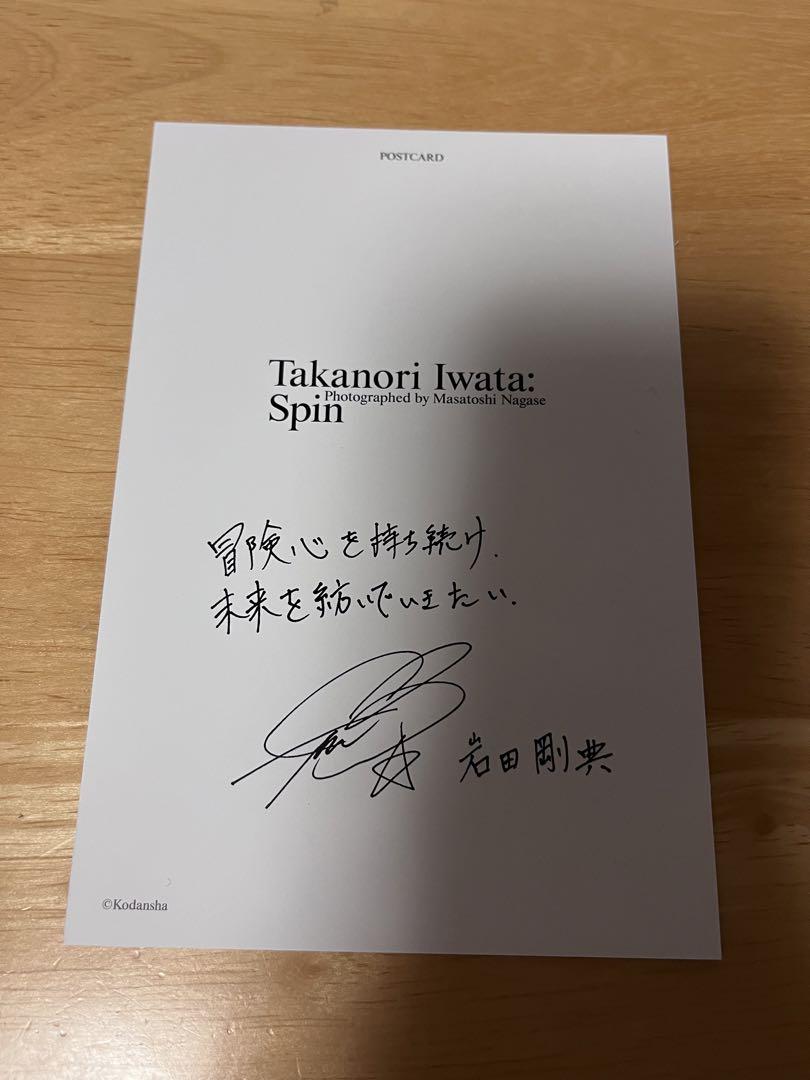 POSTCARD
Takanori Iwata:
Photographed by Masatoshi Nagase
Spin
冒険心を持ち続け、
未来を紡いでいきたい。
岩田剛典
©Kodansha